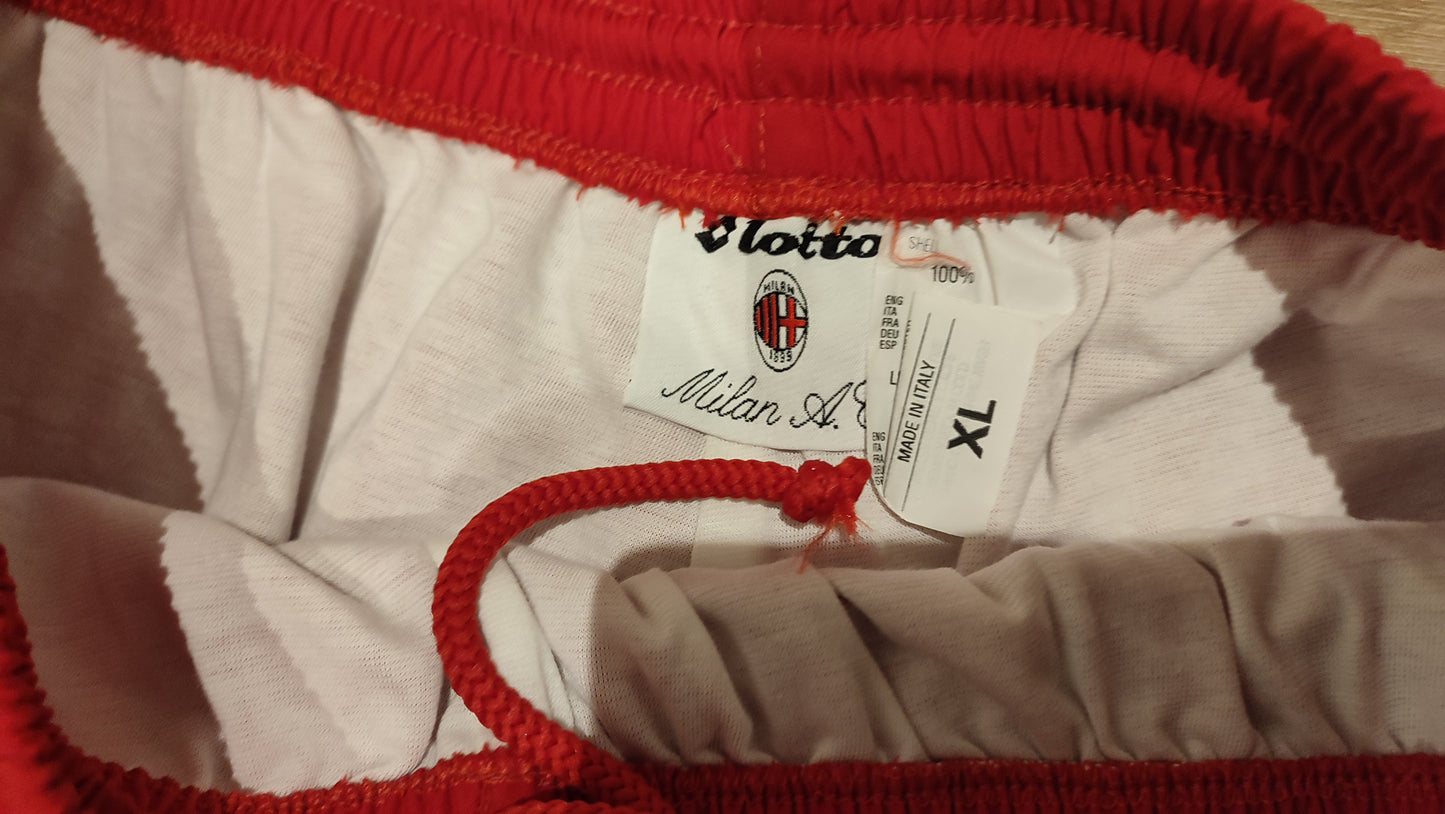 lotto
MILAN
1899
Milan A.
SHELL
100%
ENG
ITA
FRA
DEU
ESP
ENG
ITA
FRA
DEU
MADE IN ITALY
XL